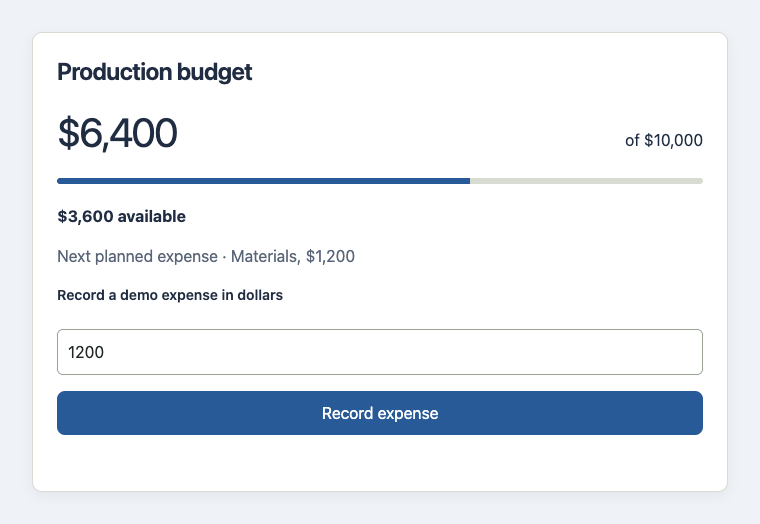 Production budget
$6,400
of $10,000
$3,600 available
Next planned expense · Materials, $1,200
Record a demo expense in dollars
1200
Record expense